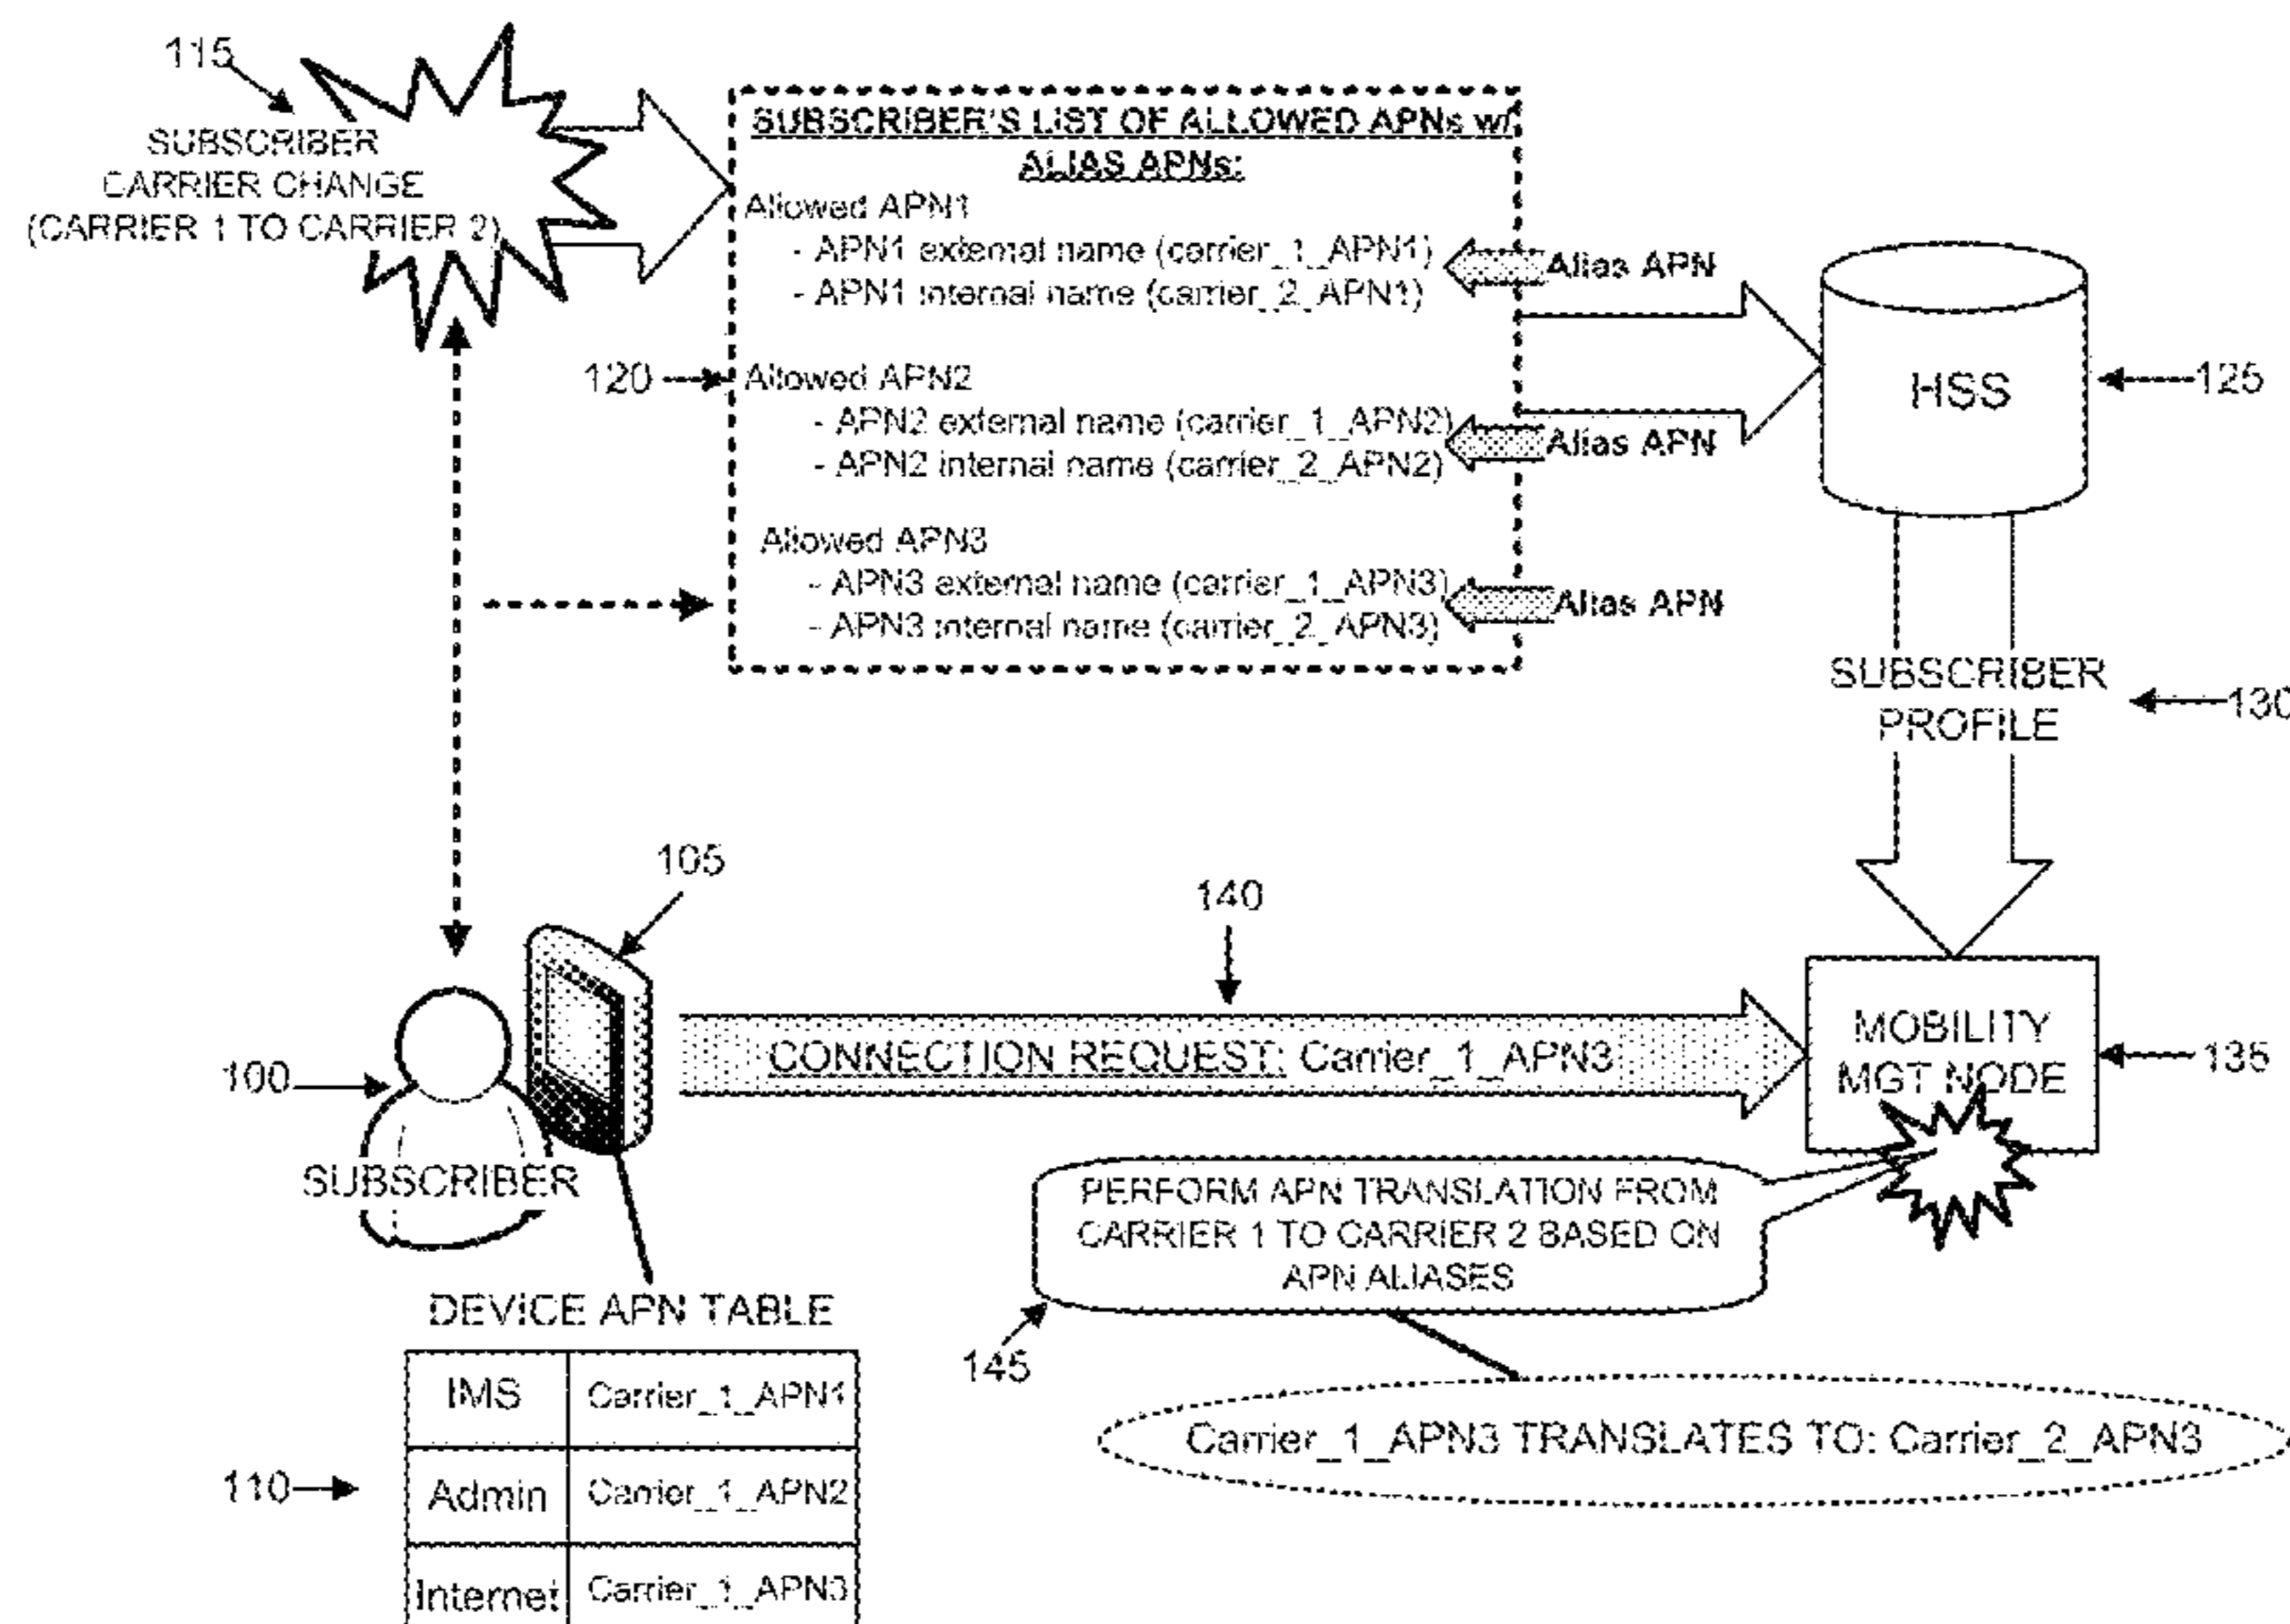 115
SUBSCRIBER
CARRIER CHANGE
(CARRIER 1 TO CARRIER 2)
SUBSCRIBER'S LIST OF ALLOWED APNs w/
ALIAS APNs:
Allowed APN1
- APN1 external name (carrier_1_APN1)
- APN1 internal name (carrier_2_APN1)
Alias APN
120
Allowed APN2
- APN2 external name (carrier_1_APN2)
- APN2 internal name (carrier_2_APN2)
Alias APN
Allowed APN3
- APN3 external name (carrier_1_APN3)
- APN3 internal name (carrier_2_APN3)
Alias APN
HSS
125
SUBSCRIBER
PROFILE
130
105
140
100
SUBSCRIBER
CONNECTION REQUEST: Carrier_1_APN3
MOBILITY
MGT NODE
135
PERFORM APN TRANSLATION FROM
CARRIER 1 TO CARRIER 2 BASED ON
APN ALIASES
145
Carrier_1_APN3 TRANSLATES TO: Carrier_2_APN3
DEVICE APN TABLE
110
IMS Carrier_1_APN1
Admin Carrier_1_APN2
Internet Carrier_1_APN3